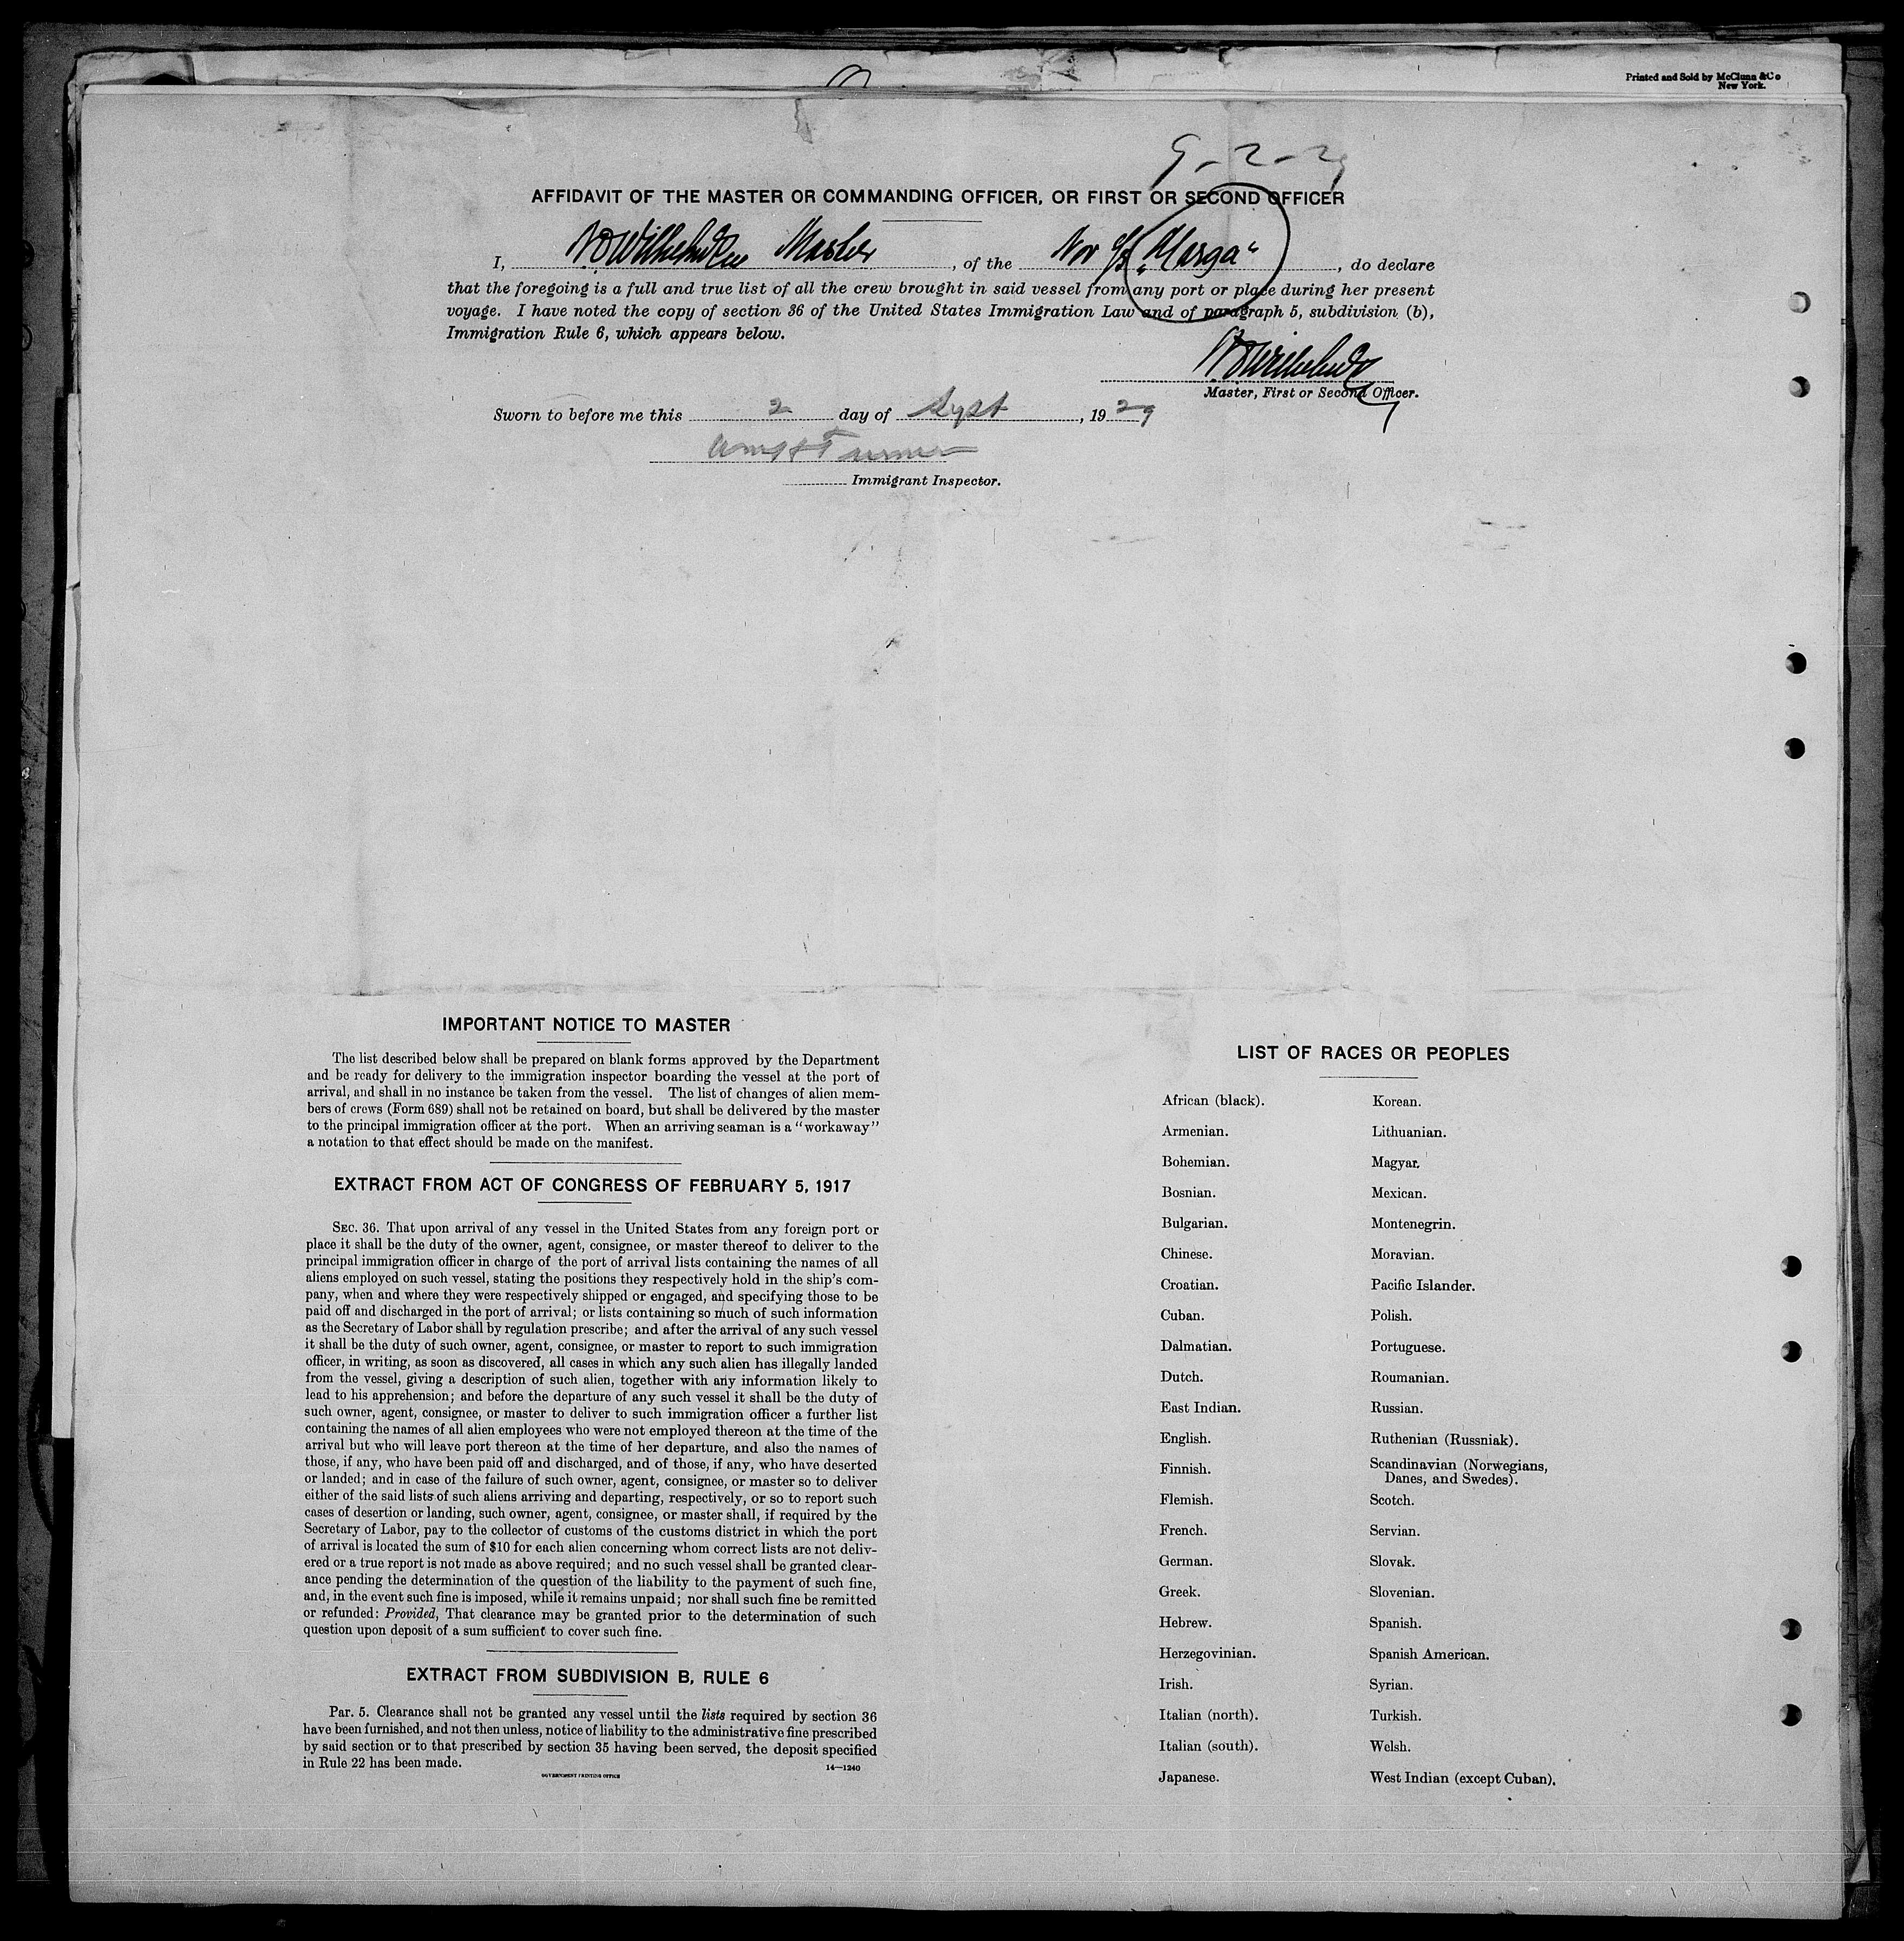 Printed and Sold by McClunn & Co
New York.
9-2-29
AFFIDAVIT OF THE MASTER OR COMMANDING OFFICER, OR FIRST OR SECOND OFFICER
I, Master, of the Nor S/S „Marga“, do declare
that the foregoing is a full and true list of all the crew brought in said vessel from any port or place during her present
voyage. I have noted the copy of section 36 of the United States Immigration Law and of paragraph 5, subdivision (b),
Immigration Rule 6, which appears below.
Master, First or Second Officer.
Sworn to before me this 2 day of Sept, 1929
Turner
Immigrant Inspector.
IMPORTANT NOTICE TO MASTER
The list described below shall be prepared on blank forms approved by the Department
and be ready for delivery to the immigration inspector boarding the vessel at the port of
arrival, and shall in no instance be taken from the vessel. The list of changes of alien mem-
bers of crews (Form 689) shall not be retained on board, but shall be delivered by the master
to the principal immigration officer at the port. When an arriving seaman is a "workaway"
a notation to that effect should be made on the manifest.
EXTRACT FROM ACT OF CONGRESS OF FEBRUARY 5, 1917
SEC. 36. That upon arrival of any vessel in the United States from any foreign port or
place it shall be the duty of the owner, agent, consignee, or master thereof to deliver to the
principal immigration officer in charge of the port of arrival lists containing the names of all
aliens employed on such vessel, stating the positions they respectively hold in the ship's com-
pany, when and where they were respectively shipped or engaged, and specifying those to be
paid off and discharged in the port of arrival; or lists containing so much of such information
as the Secretary of Labor shall by regulation prescribe; and after the arrival of any such vessel
it shall be the duty of such owner, agent, consignee, or master to report to such immigration
officer, in writing, as soon as discovered, all cases in which any such alien has illegally landed
from the vessel, giving a description of such alien, together with any information likely to
lead to his apprehension; and before the departure of any such vessel it shall be the duty of
such owner, agent, consignee, or master to deliver to such immigration officer a further list
containing the names of all alien employees who were not employed thereon at the time of the
arrival but who will leave port thereon at the time of her departure, and also the names of
those, if any, who have been paid off and discharged, and of those, if any, who have deserted
or landed; and in case of the failure of such owner, agent, consignee, or master so to deliver
either of the said lists of such aliens arriving and departing, respectively, or so to report such
cases of desertion or landing, such owner, agent, consignee, or master shall, if required by the
Secretary of Labor, pay to the collector of customs of the customs district in which the port
of arrival is located the sum of $10 for each alien concerning whom correct lists are not deliv-
ered or a true report is not made as above required; and no such vessel shall be granted clear-
ance pending the determination of the question of the liability to the payment of such fine,
and, in the event such fine is imposed, while it remains unpaid; nor shall such fine be remitted
or refunded: Provided, That clearance may be granted prior to the determination of such
question upon deposit of a sum sufficient to cover such fine.
EXTRACT FROM SUBDIVISION B, RULE 6
Par. 5. Clearance shall not be granted any vessel until the lists required by section 36
have been furnished, and not then unless, notice of liability to the administrative fine prescribed
by said section or to that prescribed by section 35 having been served, the deposit specified
in Rule 22 has been made.
14—1240
GOVERNMENT PRINTING OFFICE
LIST OF RACES OR PEOPLES
African (black).
Armenian.
Bohemian.
Bosnian.
Bulgarian.
Chinese.
Croatian.
Cuban.
Dalmatian.
Dutch.
East Indian.
English.
Finnish.
Flemish.
French.
German.
Greek.
Hebrew.
Herzegovinian.
Irish.
Italian (north).
Italian (south).
Japanese.
Korean.
Lithuanian.
Magyar.
Mexican.
Montenegrin.
Moravian.
Pacific Islander.
Polish.
Portuguese.
Roumanian.
Russian.
Ruthenian (Russniak).
Scandinavian (Norwegians,
Danes, and Swedes).
Scotch.
Servian.
Slovak.
Slovenian.
Spanish.
Spanish American.
Syrian.
Turkish.
Welsh.
West Indian (except Cuban).